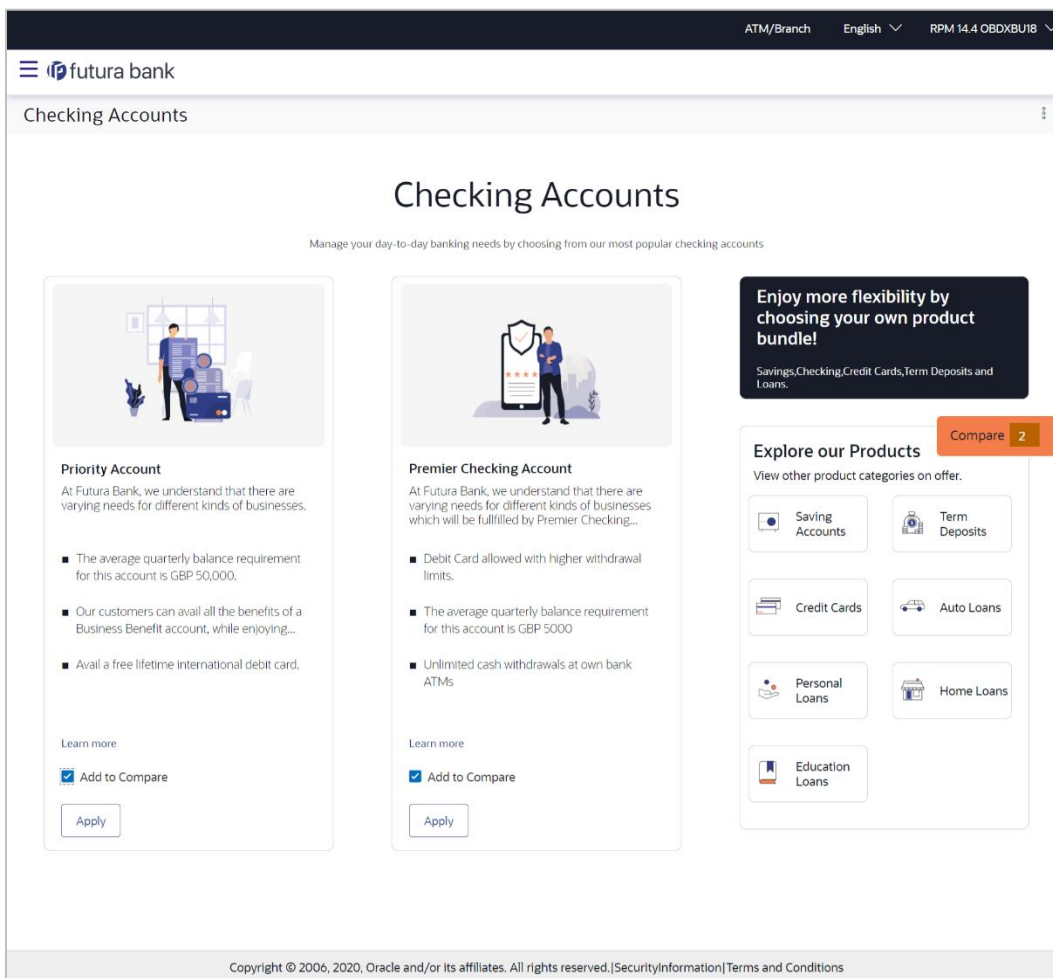 ATM/Branch English RPM 14.4 OBDXBU18
futura bank
Checking Accounts
Checking Accounts
Manage your day-to-day banking needs by choosing from our most popular checking accounts
Priority Account
At Futura Bank, we understand that there are
varying needs for different kinds of businesses.
The average quarterly balance requirement
for this account is GBP 50,000.
Our customers can avail all the benefits of a
Business Benefit account, while enjoying...
Avail a free lifetime international debit card.
Learn more
Add to Compare
Apply
Premier Checking Account
At Futura Bank, we understand that there are
varying needs for different kinds of businesses
which will be fullfilled by Premier Checking...
Debit Card allowed with higher withdrawal
limits.
The average quarterly balance requirement
for this account is GBP 5000
Unlimited cash withdrawals at own bank
ATMs
Learn more
Add to Compare
Apply
Enjoy more flexibility by
choosing your own product
bundle!
Savings,Checking,Credit Cards,Term Deposits and
Loans.
Compare 2
Explore our Products
View other product categories on offer.
Saving
Accounts
Term
Deposits
Credit Cards
Auto Loans
Personal
Loans
Home Loans
Education
Loans
Copyright © 2006, 2020, Oracle and/or its affiliates. All rights reserved.|SecurityInformation|Terms and Conditions